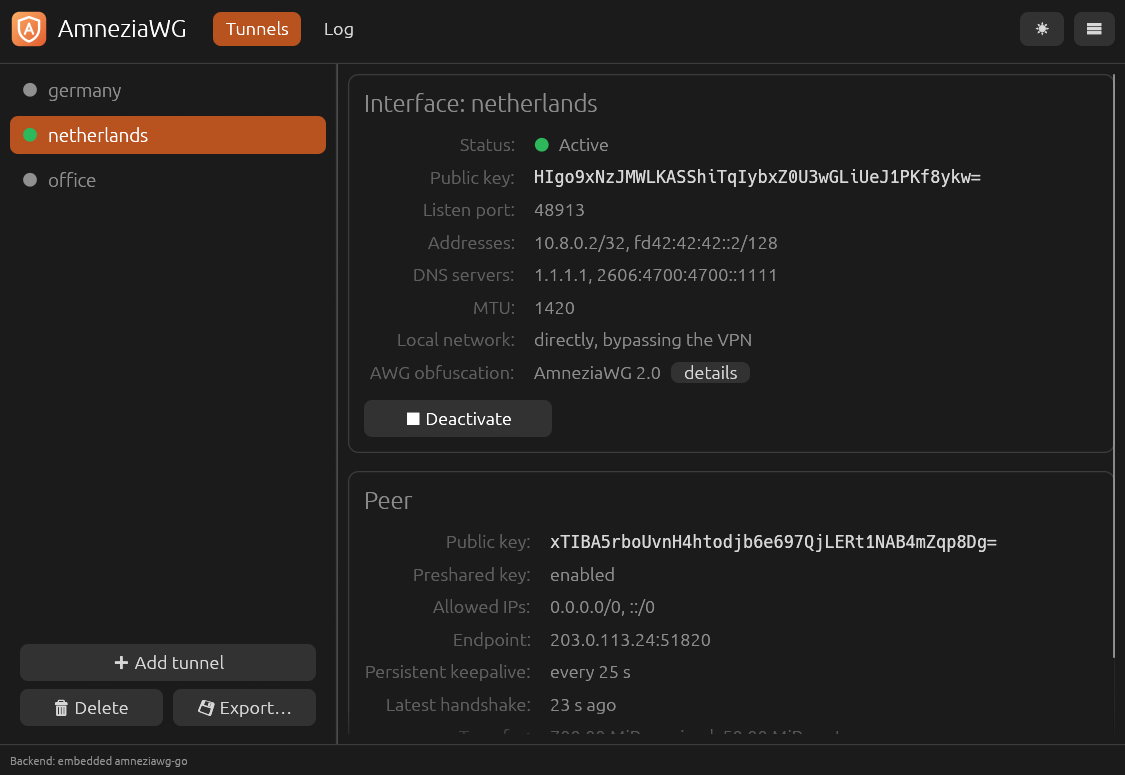 AmneziaWG Tunnels Log
germany
netherlands
office
Add tunnel
Delete Export...
Interface: netherlands
Status: Active
Public key: HIgo9xNzJMWLKASShiTqIybxZ0U3wGLiUeJ1PKf8ykw=
Listen port: 48913
Addresses: 10.8.0.2/32, fd42:42:42::2/128
DNS servers: 1.1.1.1, 2606:4700:4700::1111
MTU: 1420
Local network: directly, bypassing the VPN
AWG obfuscation: AmneziaWG 2.0 details
Deactivate
Peer
Public key: xTIBA5rboUvnH4htodjb6e697QjLERt1NAB4mZqp8Dg=
Preshared key: enabled
Allowed IPs: 0.0.0.0/0, ::/0
Endpoint: 203.0.113.24:51820
Persistent keepalive: every 25 s
Latest handshake: 23 s ago
Backend: embedded amneziawg-go